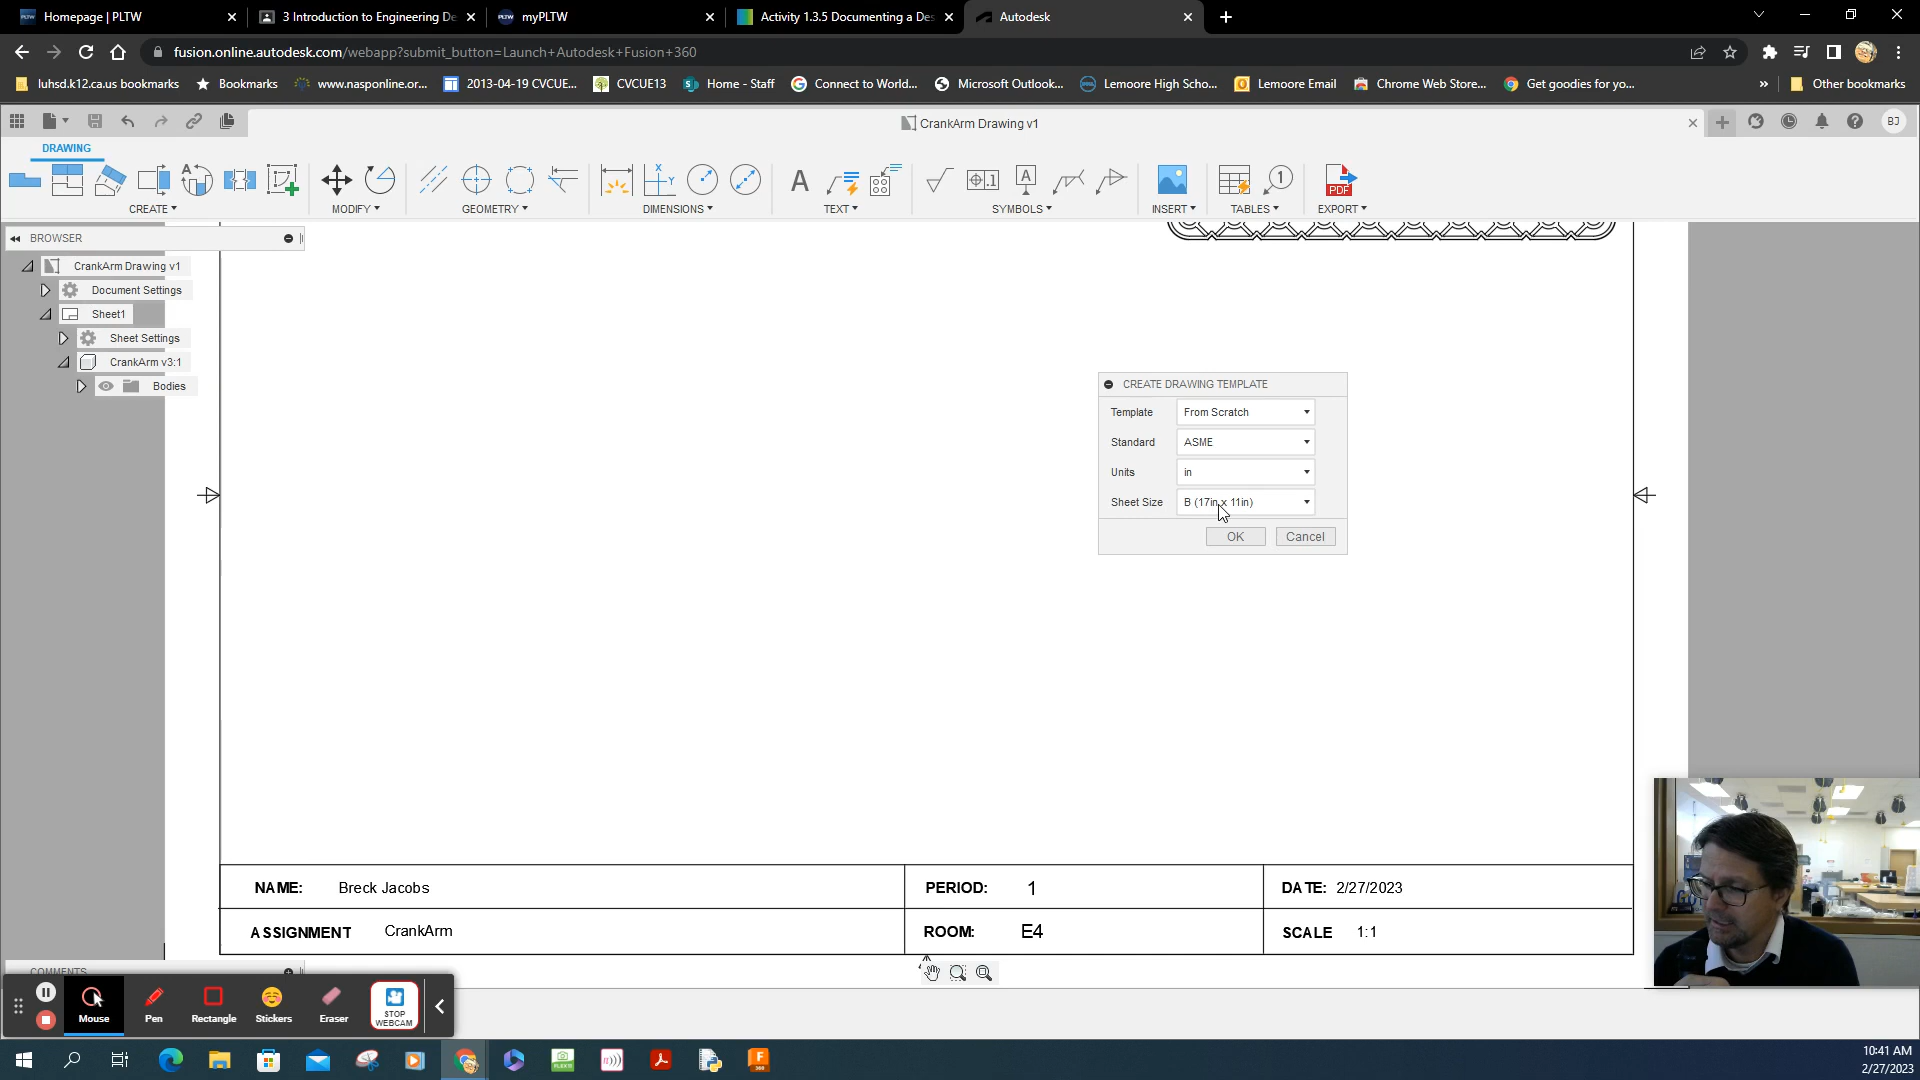 Homepage | PLTW
3 Introduction to Engineering De
myPLTW
Activity 1.3.5 Documenting a Des
Autodesk
fusion.online.autodesk.com/webapp?submit_button=Launch+Autodesk+Fusion+360
luhsd.k12.ca.us bookmarks
Bookmarks
www.nasponline.or...
2013-04-19 CVCUE...
CVCUE13
Home - Staff
Connect to World...
Microsoft Outlook...
Lemoore High Scho...
Lemoore Email
Chrome Web Store...
Get goodies for yo...
Other bookmarks
CrankArm Drawing v1
BJ
DRAWING
CREATE
MODIFY
GEOMETRY
DIMENSIONS
TEXT
SYMBOLS
INSERT
TABLES
EXPORT
PDF
BROWSER
CrankArm Drawing v1
Document Settings
Sheet1
Sheet Settings
CrankArm v3:1
Bodies
CREATE DRAWING TEMPLATE
Template From Scratch
Standard ASME
Units in
Sheet Size B (17in x 11in)
OK Cancel
NAME: Breck Jacobs
PERIOD: 1
DATE: 2/27/2023
ASSIGNMENT CrankArm
ROOM: E4
SCALE 1:1
COMMENTS
Mouse
Pen
Rectangle
Stickers
Eraser
STOP
WEBCAM
10:41 AM
2/27/2023